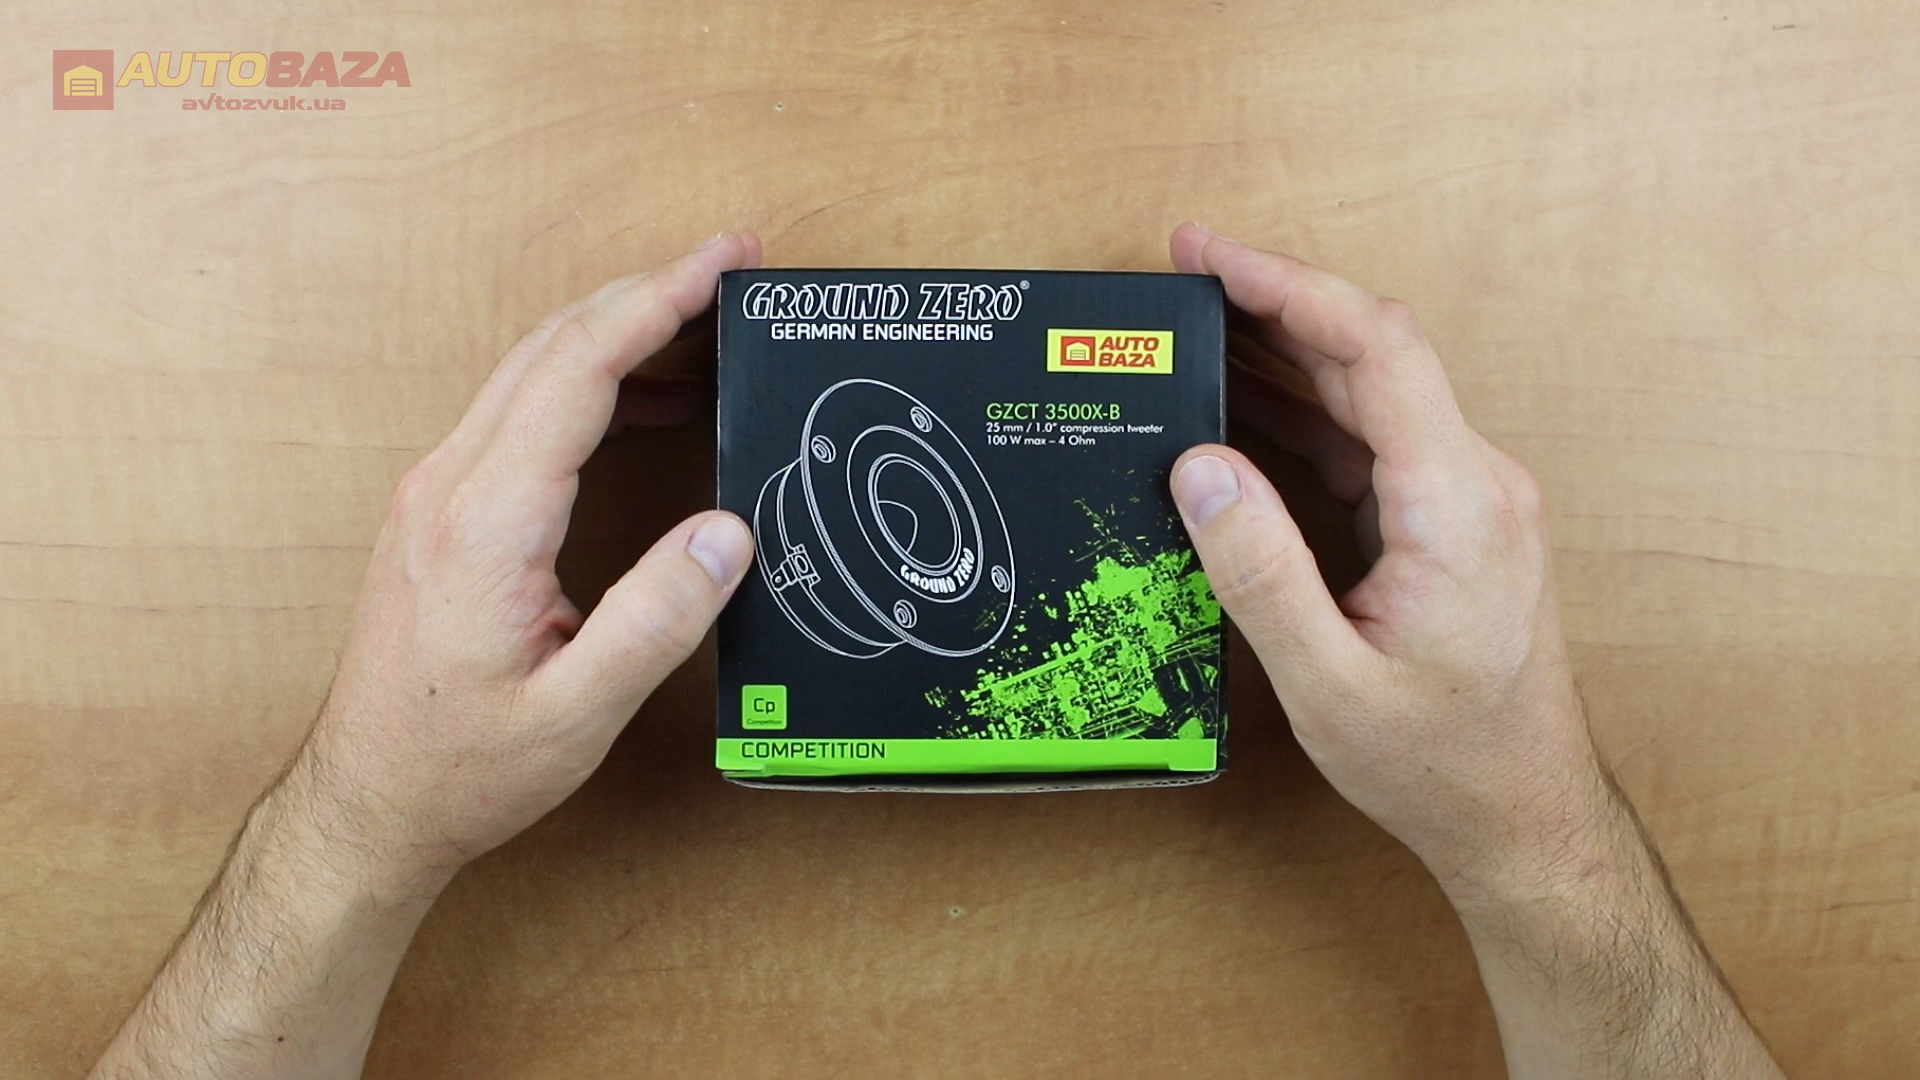 AUTOBAZA
avtozvuk.ua
GROUND ZERO®
GERMAN ENGINEERING
AUTO
BAZA
GZCT 3500X-B
25 mm / 1.0" compression tweeter
100 W max – 4 Ohm
GROUND ZERO
Cp
Competition
COMPETITION